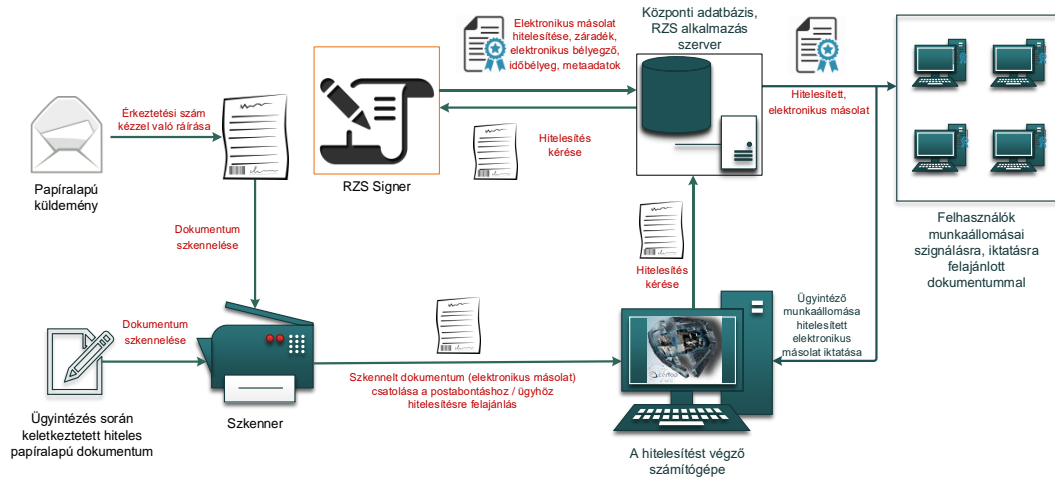 Elektronikus másolat
hitelesítése, záradék,
elektronikus bélyegző,
időbélyeg, metaadatok
Központi adatbázis,
RZS alkalmazás
szerver
Érkeztetési szám
kézzel való ráírása
Hitelesített,
elektronikus másolat
Hitelesítés
kérése
Papíralapú
küldemény
RZS Signer
Felhasználók
munkaállomásai
szignálásra, iktatásra
felajánlott
dokumentummal
Dokumentum
szkennelése
Hitelesítés
kérése
Dokumentum
szkennelése
Ügyintéző
munkaállomása
hitelesített
elektronikus
másolat iktatása
Szkennelt dokumentum (elektronikus másolat)
csatolása a postabontáshoz / ügyhöz
hitelesítésre felajánlás
Ügyintézés során
keletkeztetett hiteles
papíralapú dokumentum
Szkenner
A hitelesítést végző
számítógépe